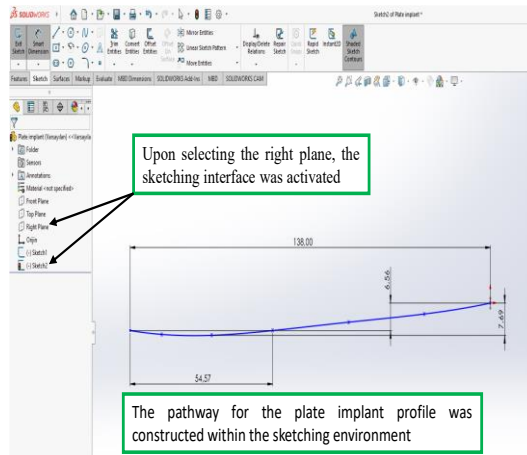 SOLIDWORKS
Sketch2 of Plate implant *
Exit Sketch
Smart Dimension
Trim Entities
Convert Entities
Offset Entities
Mirror Entities
Linear Sketch Pattern
Move Entities
Display/Delete Relations
Repair Sketch
Rapid Sketch
Instant2D
Shaded Sketch Contours
Features Sketch Surfaces Markup Evaluate MBD Dimensions SOLIDWORKS Add-Ins MBD SOLIDWORKS CAM
Plate implant
Folder
Sensors
Annotations
Material <not specified>
Front Plane
Top Plane
Right Plane
Origin
(-) Sketch1
(-) Sketch2
Upon selecting the right plane, the
sketching interface was activated
138,00
6,56
7,69
54,57
The pathway for the plate implant profile was
constructed within the sketching environment